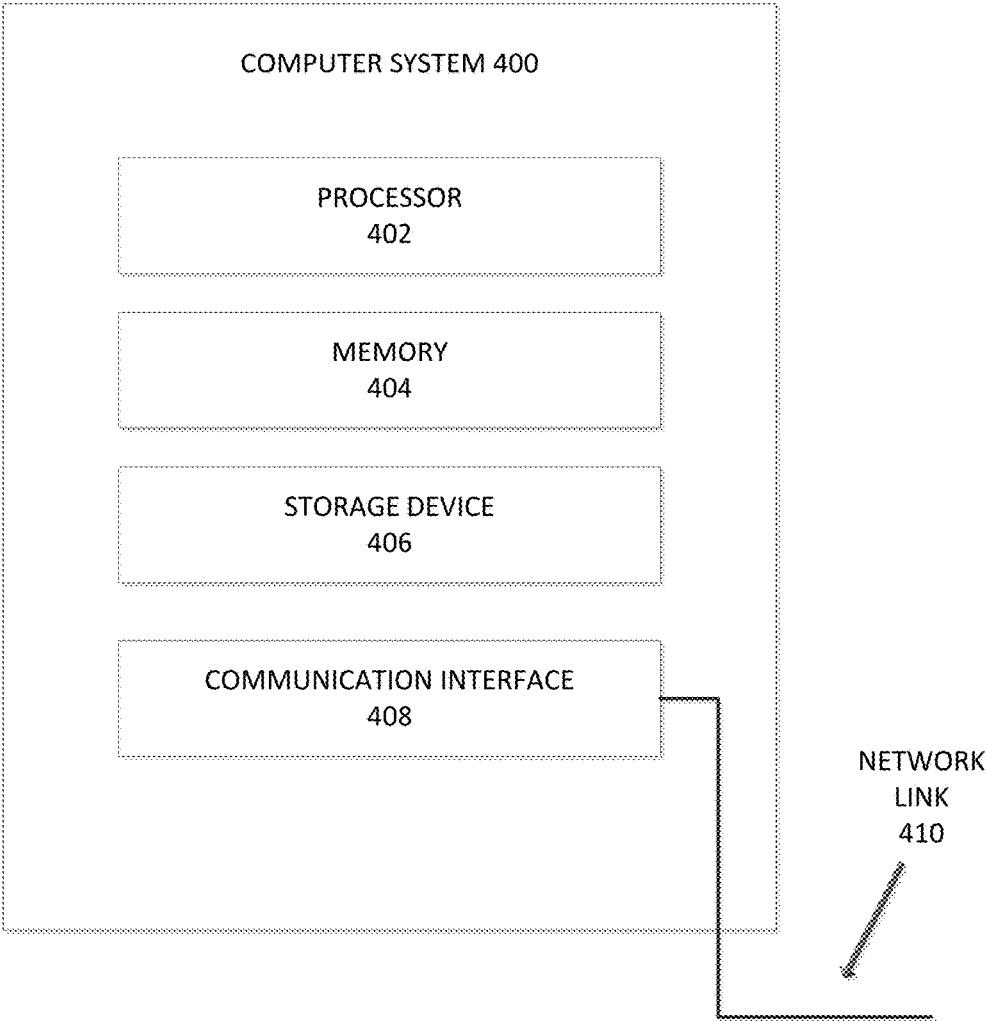 COMPUTER SYSTEM 400
PROCESSOR
402
MEMORY
404
STORAGE DEVICE
406
COMMUNICATION INTERFACE
408
NETWORK
LINK
410